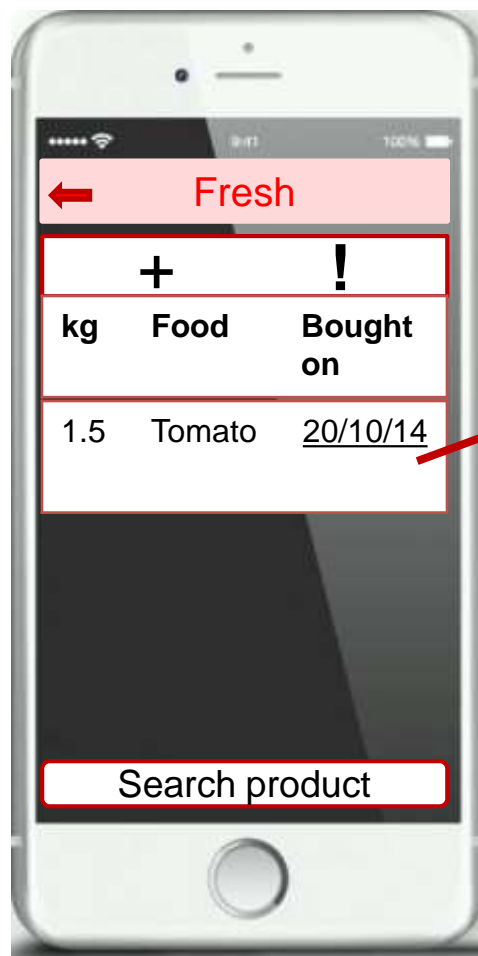 9:41 100%
Fresh
+ !
kg Food Bought on
1.5 Tomato 20/10/14
Search product